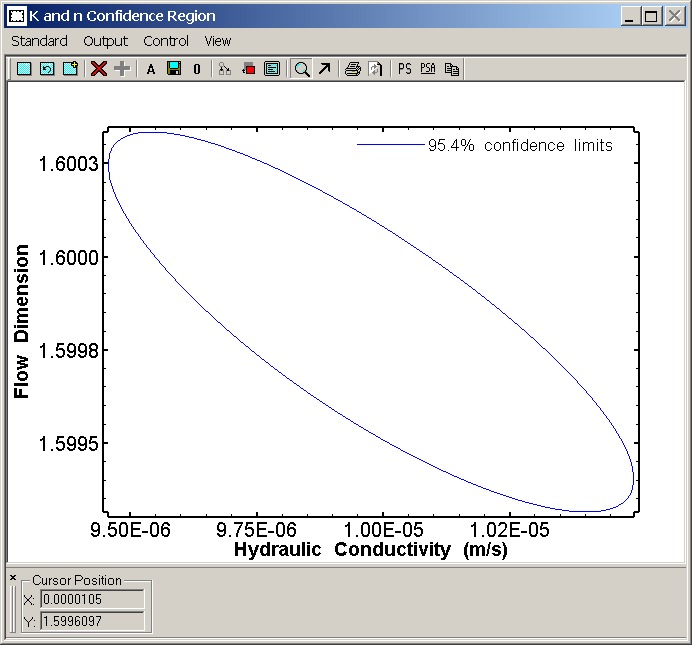 K and n Confidence Region
Standard Output Control View
A 0 PS PSA
95.4% confidence limits
1.6003
1.6000
1.5998
1.5995
Flow Dimension
9.50E-06 9.75E-06 1.00E-05 1.02E-05
Hydraulic Conductivity (m/s)
Cursor Position
X: 0.0000105
Y: 1.5996097